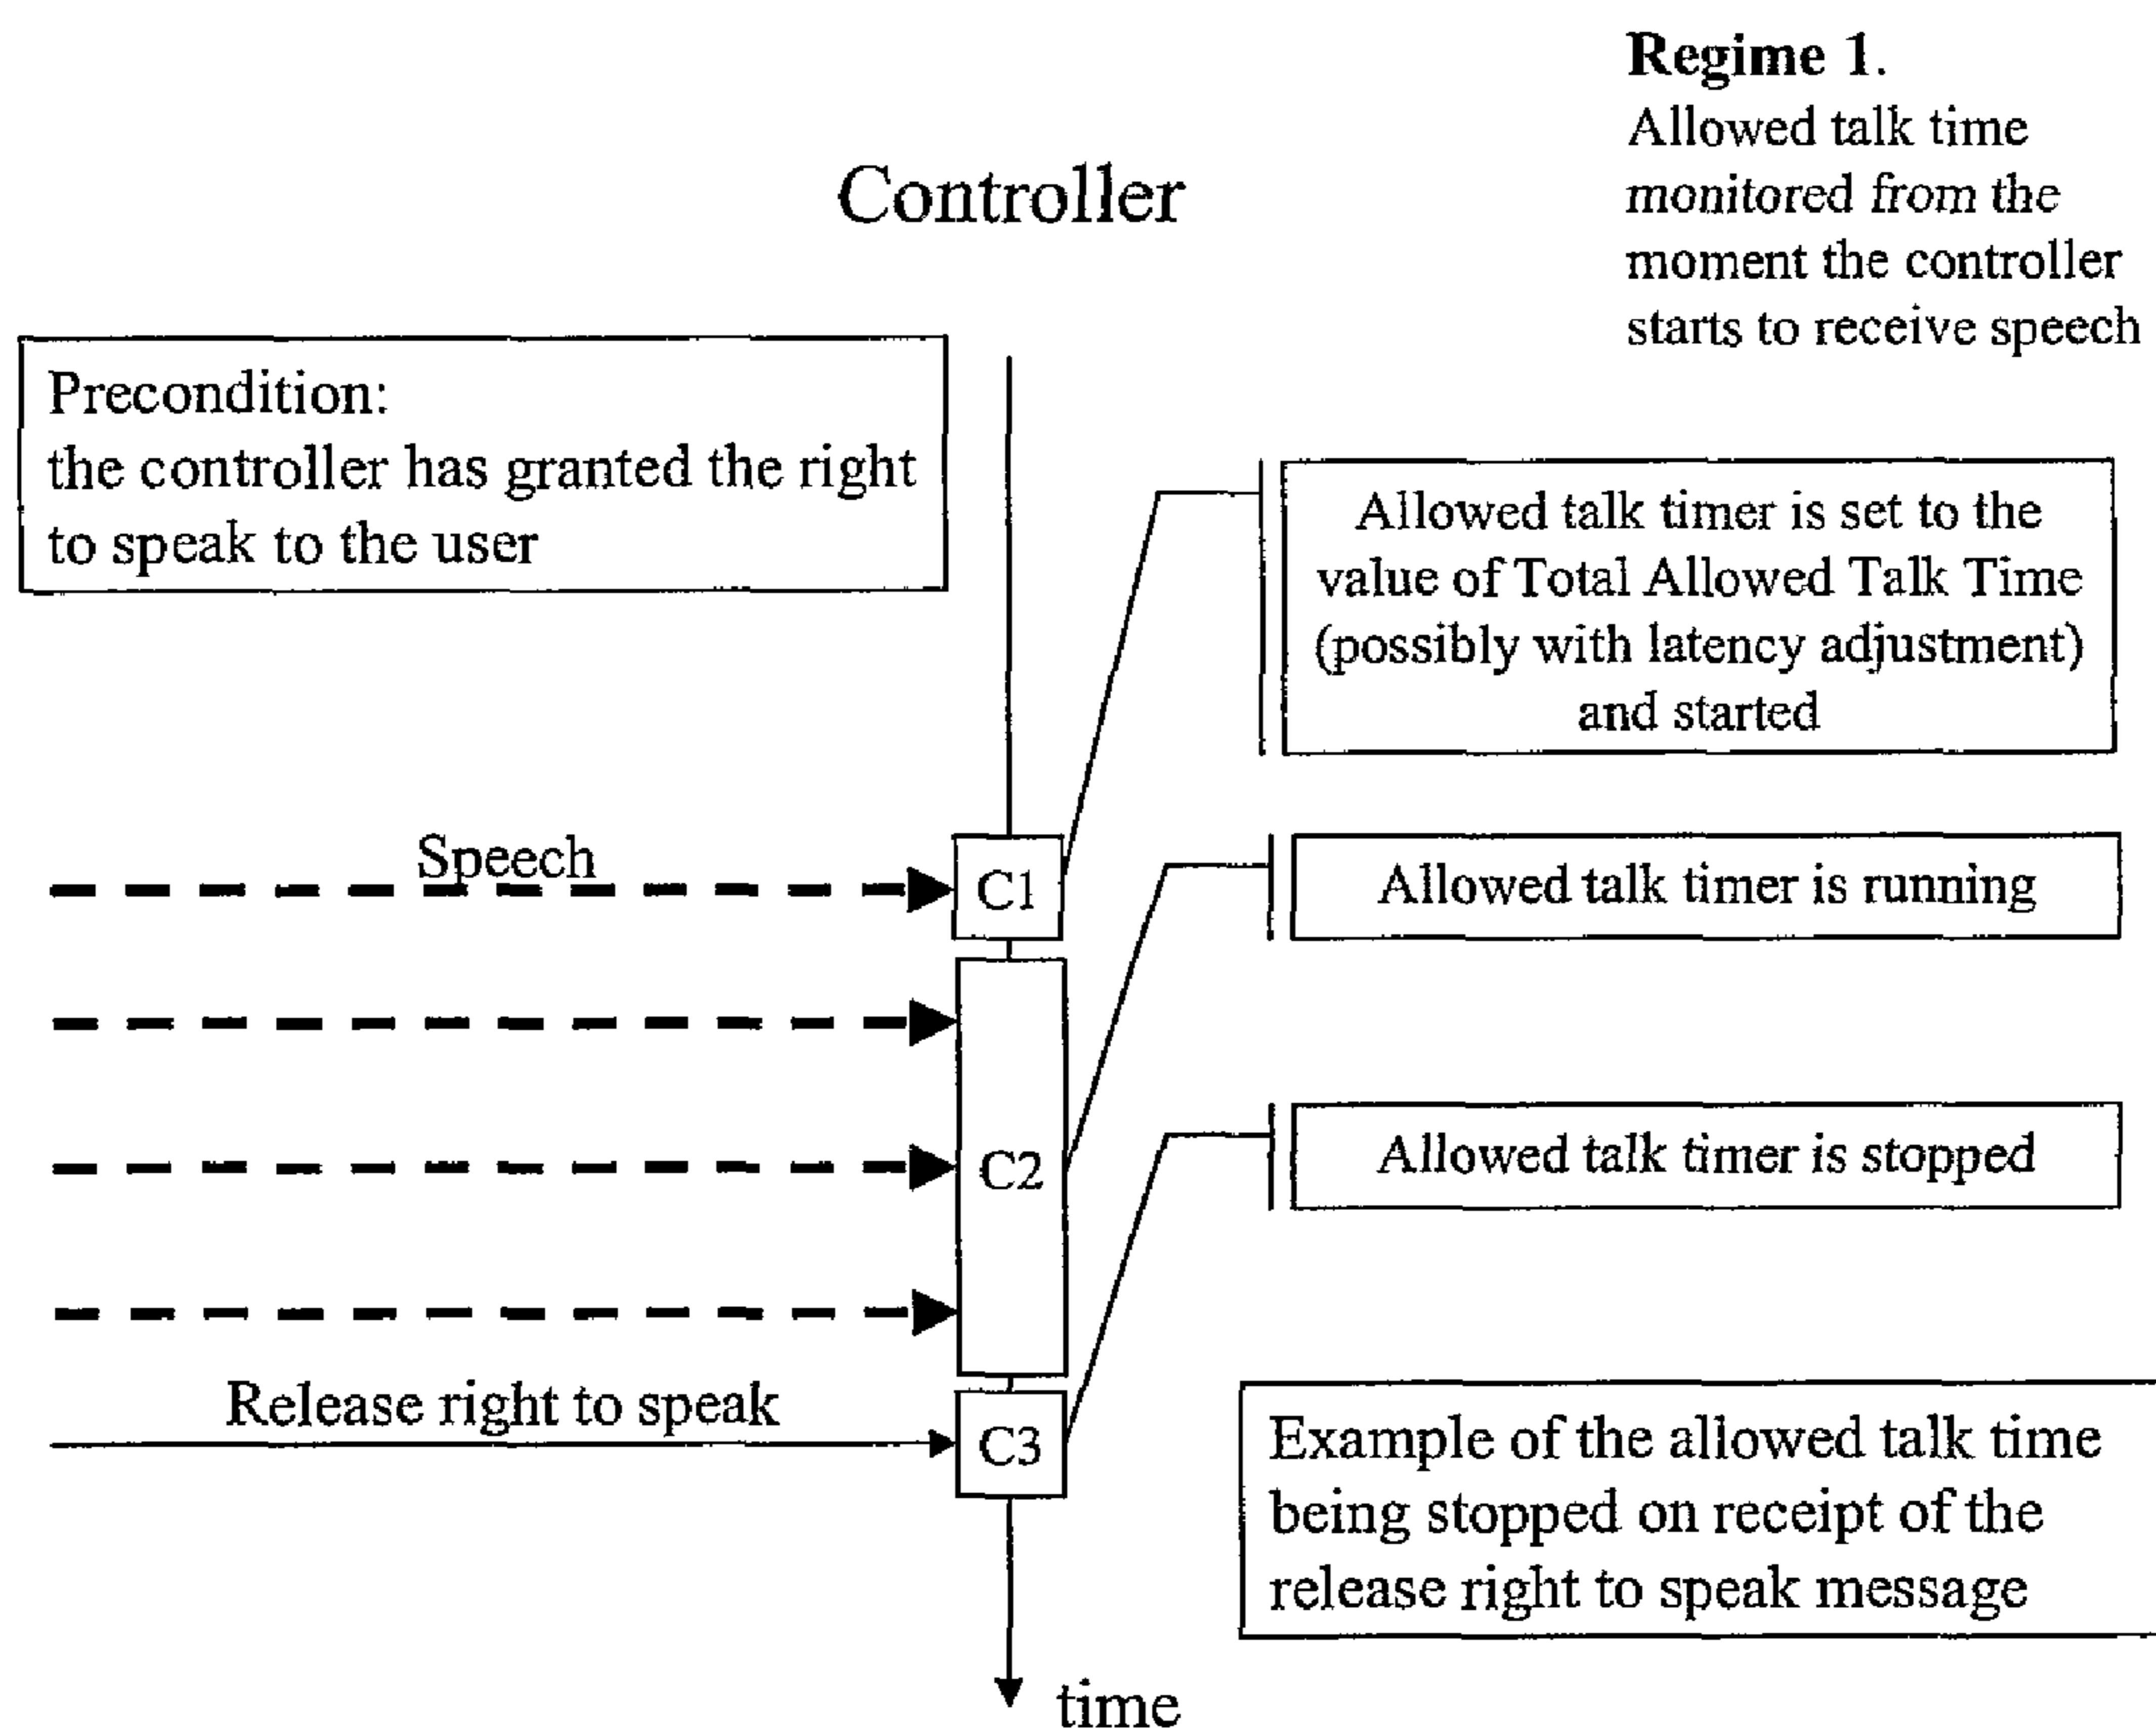 Regime 1.
Allowed talk time
monitored from the
moment the controller
starts to receive speech
Controller
Precondition:
the controller has granted the right
to speak to the user
Allowed talk timer is set to the
value of Total Allowed Talk Time
(possibly with latency adjustment)
and started
Speech
C1
Allowed talk timer is running
C2
Allowed talk timer is stopped
Release right to speak
C3
Example of the allowed talk time
being stopped on receipt of the
release right to speak message
time